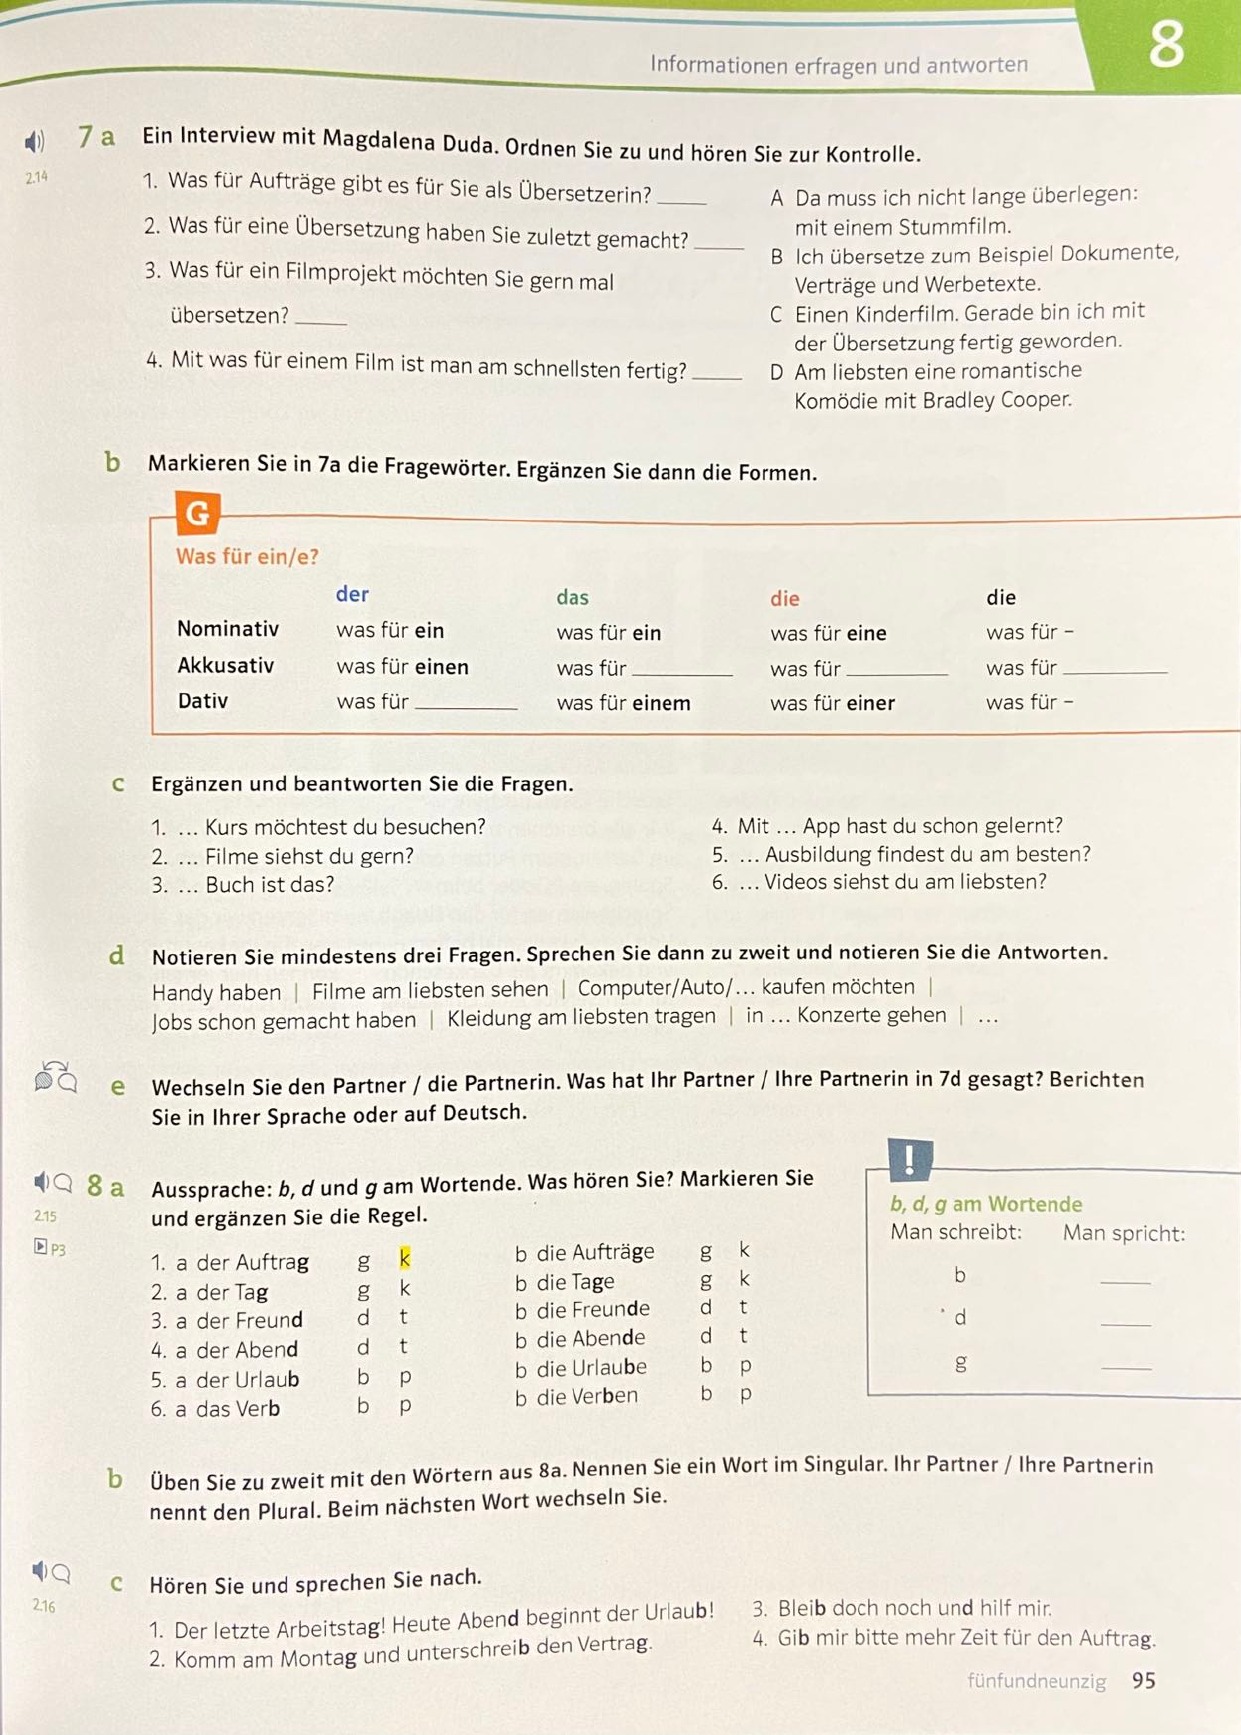 Informationen erfragen und antworten
8
7 a Ein Interview mit Magdalena Duda. Ordnen Sie zu und hören Sie zur Kontrolle.
2.14
1. Was für Aufträge gibt es für Sie als Übersetzerin? ____
2. Was für eine Übersetzung haben Sie zuletzt gemacht? ____
3. Was für ein Filmprojekt möchten Sie gern mal
übersetzen? ____
4. Mit was für einem Film ist man am schnellsten fertig? ____
A Da muss ich nicht lange überlegen:
mit einem Stummfilm.
B Ich übersetze zum Beispiel Dokumente,
Verträge und Werbetexte.
C Einen Kinderfilm. Gerade bin ich mit
der Übersetzung fertig geworden.
D Am liebsten eine romantische
Komödie mit Bradley Cooper.
b Markieren Sie in 7a die Fragewörter. Ergänzen Sie dann die Formen.
G
Was für ein/e?
der das die die
Nominativ was für ein was für ein was für eine was für –
Akkusativ was für einen was für ____ was für ____ was für ____
Dativ was für ____ was für einem was für einer was für –
c Ergänzen und beantworten Sie die Fragen.
1. … Kurs möchtest du besuchen?
2. … Filme siehst du gern?
3. … Buch ist das?
4. Mit … App hast du schon gelernt?
5. … Ausbildung findest du am besten?
6. … Videos siehst du am liebsten?
d Notieren Sie mindestens drei Fragen. Sprechen Sie dann zu zweit und notieren Sie die Antworten.
Handy haben | Filme am liebsten sehen | Computer/Auto/… kaufen möchten |
Jobs schon gemacht haben | Kleidung am liebsten tragen | in … Konzerte gehen | …
e Wechseln Sie den Partner / die Partnerin. Was hat Ihr Partner / Ihre Partnerin in 7d gesagt? Berichten
Sie in Ihrer Sprache oder auf Deutsch.
8 a Aussprache: b, d und g am Wortende. Was hören Sie? Markieren Sie
und ergänzen Sie die Regel.
2.15
P3
1. a der Auftrag g k b die Aufträge g k
2. a der Tag g k b die Tage g k
3. a der Freund d t b die Freunde d t
4. a der Abend d t b die Abende d t
5. a der Urlaub b p b die Urlaube b p
6. a das Verb b p b die Verben b p
!
b, d, g am Wortende
Man schreibt: Man spricht:
b ____
d ____
g ____
b Üben Sie zu zweit mit den Wörtern aus 8a. Nennen Sie ein Wort im Singular. Ihr Partner / Ihre Partnerin
nennt den Plural. Beim nächsten Wort wechseln Sie.
c Hören Sie und sprechen Sie nach.
2.16
1. Der letzte Arbeitstag! Heute Abend beginnt der Urlaub!
2. Komm am Montag und unterschreib den Vertrag.
3. Bleib doch noch und hilf mir.
4. Gib mir bitte mehr Zeit für den Auftrag.
fünfundneunzig 95